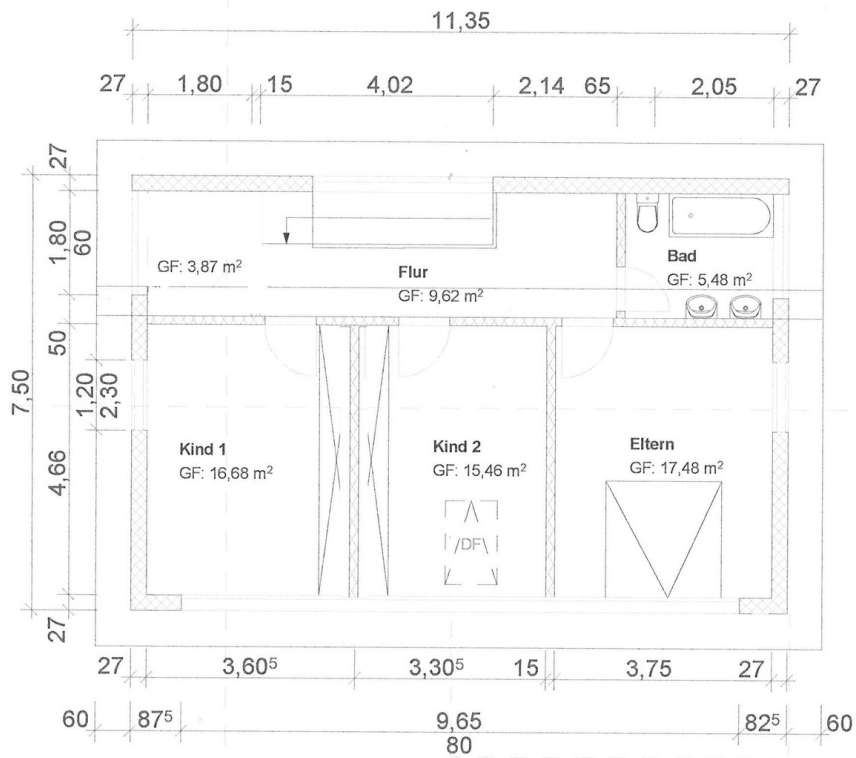 11,35
27 1,80 15 4,02 2,14 65 2,05 27
27
1,80
60
50
1,20
2,30
7,50
4,66
27
GF: 3,87 m²
Flur
GF: 9,62 m²
Bad
GF: 5,48 m²
Kind 1
GF: 16,68 m²
Kind 2
GF: 15,46 m²
Eltern
GF: 17,48 m²
DF
27 3,60⁵ 3,30⁵ 15 3,75 27
60 87⁵ 9,65 82⁵ 60
80